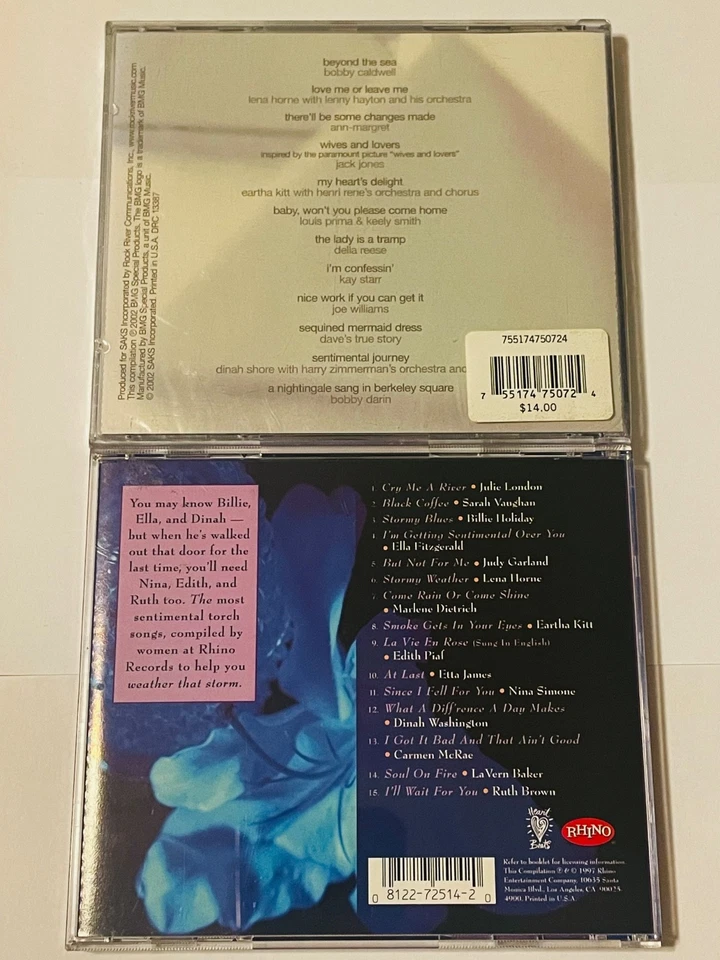 beyond the sea
bobby caldwell
love me or leave me
lena horne with lenny hayton and his orchestra
there'll be some changes made
ann-margret
wives and lovers
inspired by the paramount picture "wives and lovers"
jack jones
my heart's delight
eartha kitt with henri rene's orchestra and chorus
baby, won't you please come home
louis prima & keely smith
the lady is a tramp
della reese
i'm confessin'
kay starr
nice work if you can get it
joe williams
sequined mermaid dress
dave's true story
sentimental journey
dinah shore with harry zimmerman's orchestra and
a nightingale sang in berkeley square
bobby darin
Produced for SAKS Incorporated by Rock River Communications, Inc., www.rockrivermusic.com
This compilation ℗ 2002 BMG Special Products. The BMG logo is a trademark of BMG Music.
Manufactured by BMG Special Products, a unit of BMG Music.
© 2002 SAKS Incorporated. Printed in U.S.A. DRC 13387
755174750724
7 55174 75072 4
$14.00
You may know Billie,
Ella, and Dinah —
but when he's walked
out that door for the
last time, you'll need
Nina, Edith, and
Ruth too. The most
sentimental torch
songs, compiled by
women at Rhino
Records to help you
weather that storm.
1. Cry Me A River • Julie London
2. Black Coffee • Sarah Vaughan
3. Stormy Blues • Billie Holiday
4. I'm Getting Sentimental Over You
• Ella Fitzgerald
5. But Not For Me • Judy Garland
6. Stormy Weather • Lena Horne
7. Come Rain Or Come Shine
• Marlene Dietrich
8. Smoke Gets In Your Eyes • Eartha Kitt
9. La Vie En Rose (Sung In English)
• Edith Piaf
10. At Last • Etta James
11. Since I Fell For You • Nina Simone
12. What A Diff'rence A Day Makes
• Dinah Washington
13. I Got It Bad And That Ain't Good
• Carmen McRae
14. Soul On Fire • LaVern Baker
15. I'll Wait For You • Ruth Brown
Heart
Beats
RHINO
Refer to booklet for licensing information.
This Compilation ℗ & © 1997 Rhino
Entertainment Company, 10635 Santa
Monica Blvd., Los Angeles, CA 90025-
4900. Printed in U.S.A.
0 8122-72514-2 0